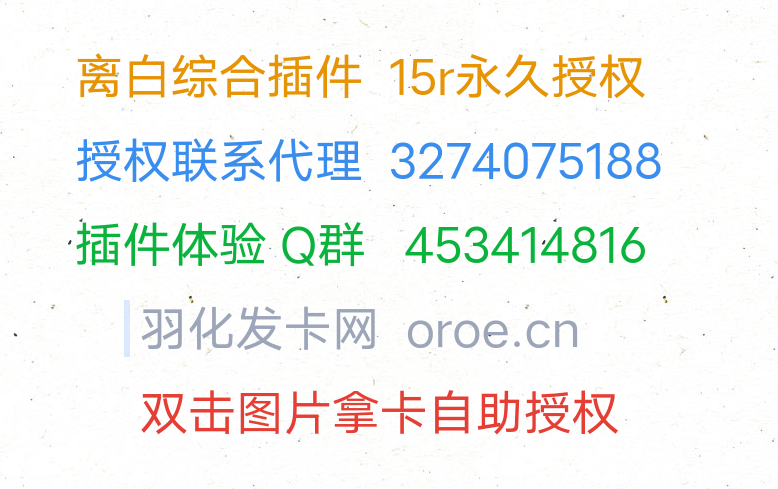 离白综合插件 15r永久授权
授权联系代理 3274075188
插件体验 Q群 453414816
羽化发卡网 oroe.cn
双击图片拿卡自助授权